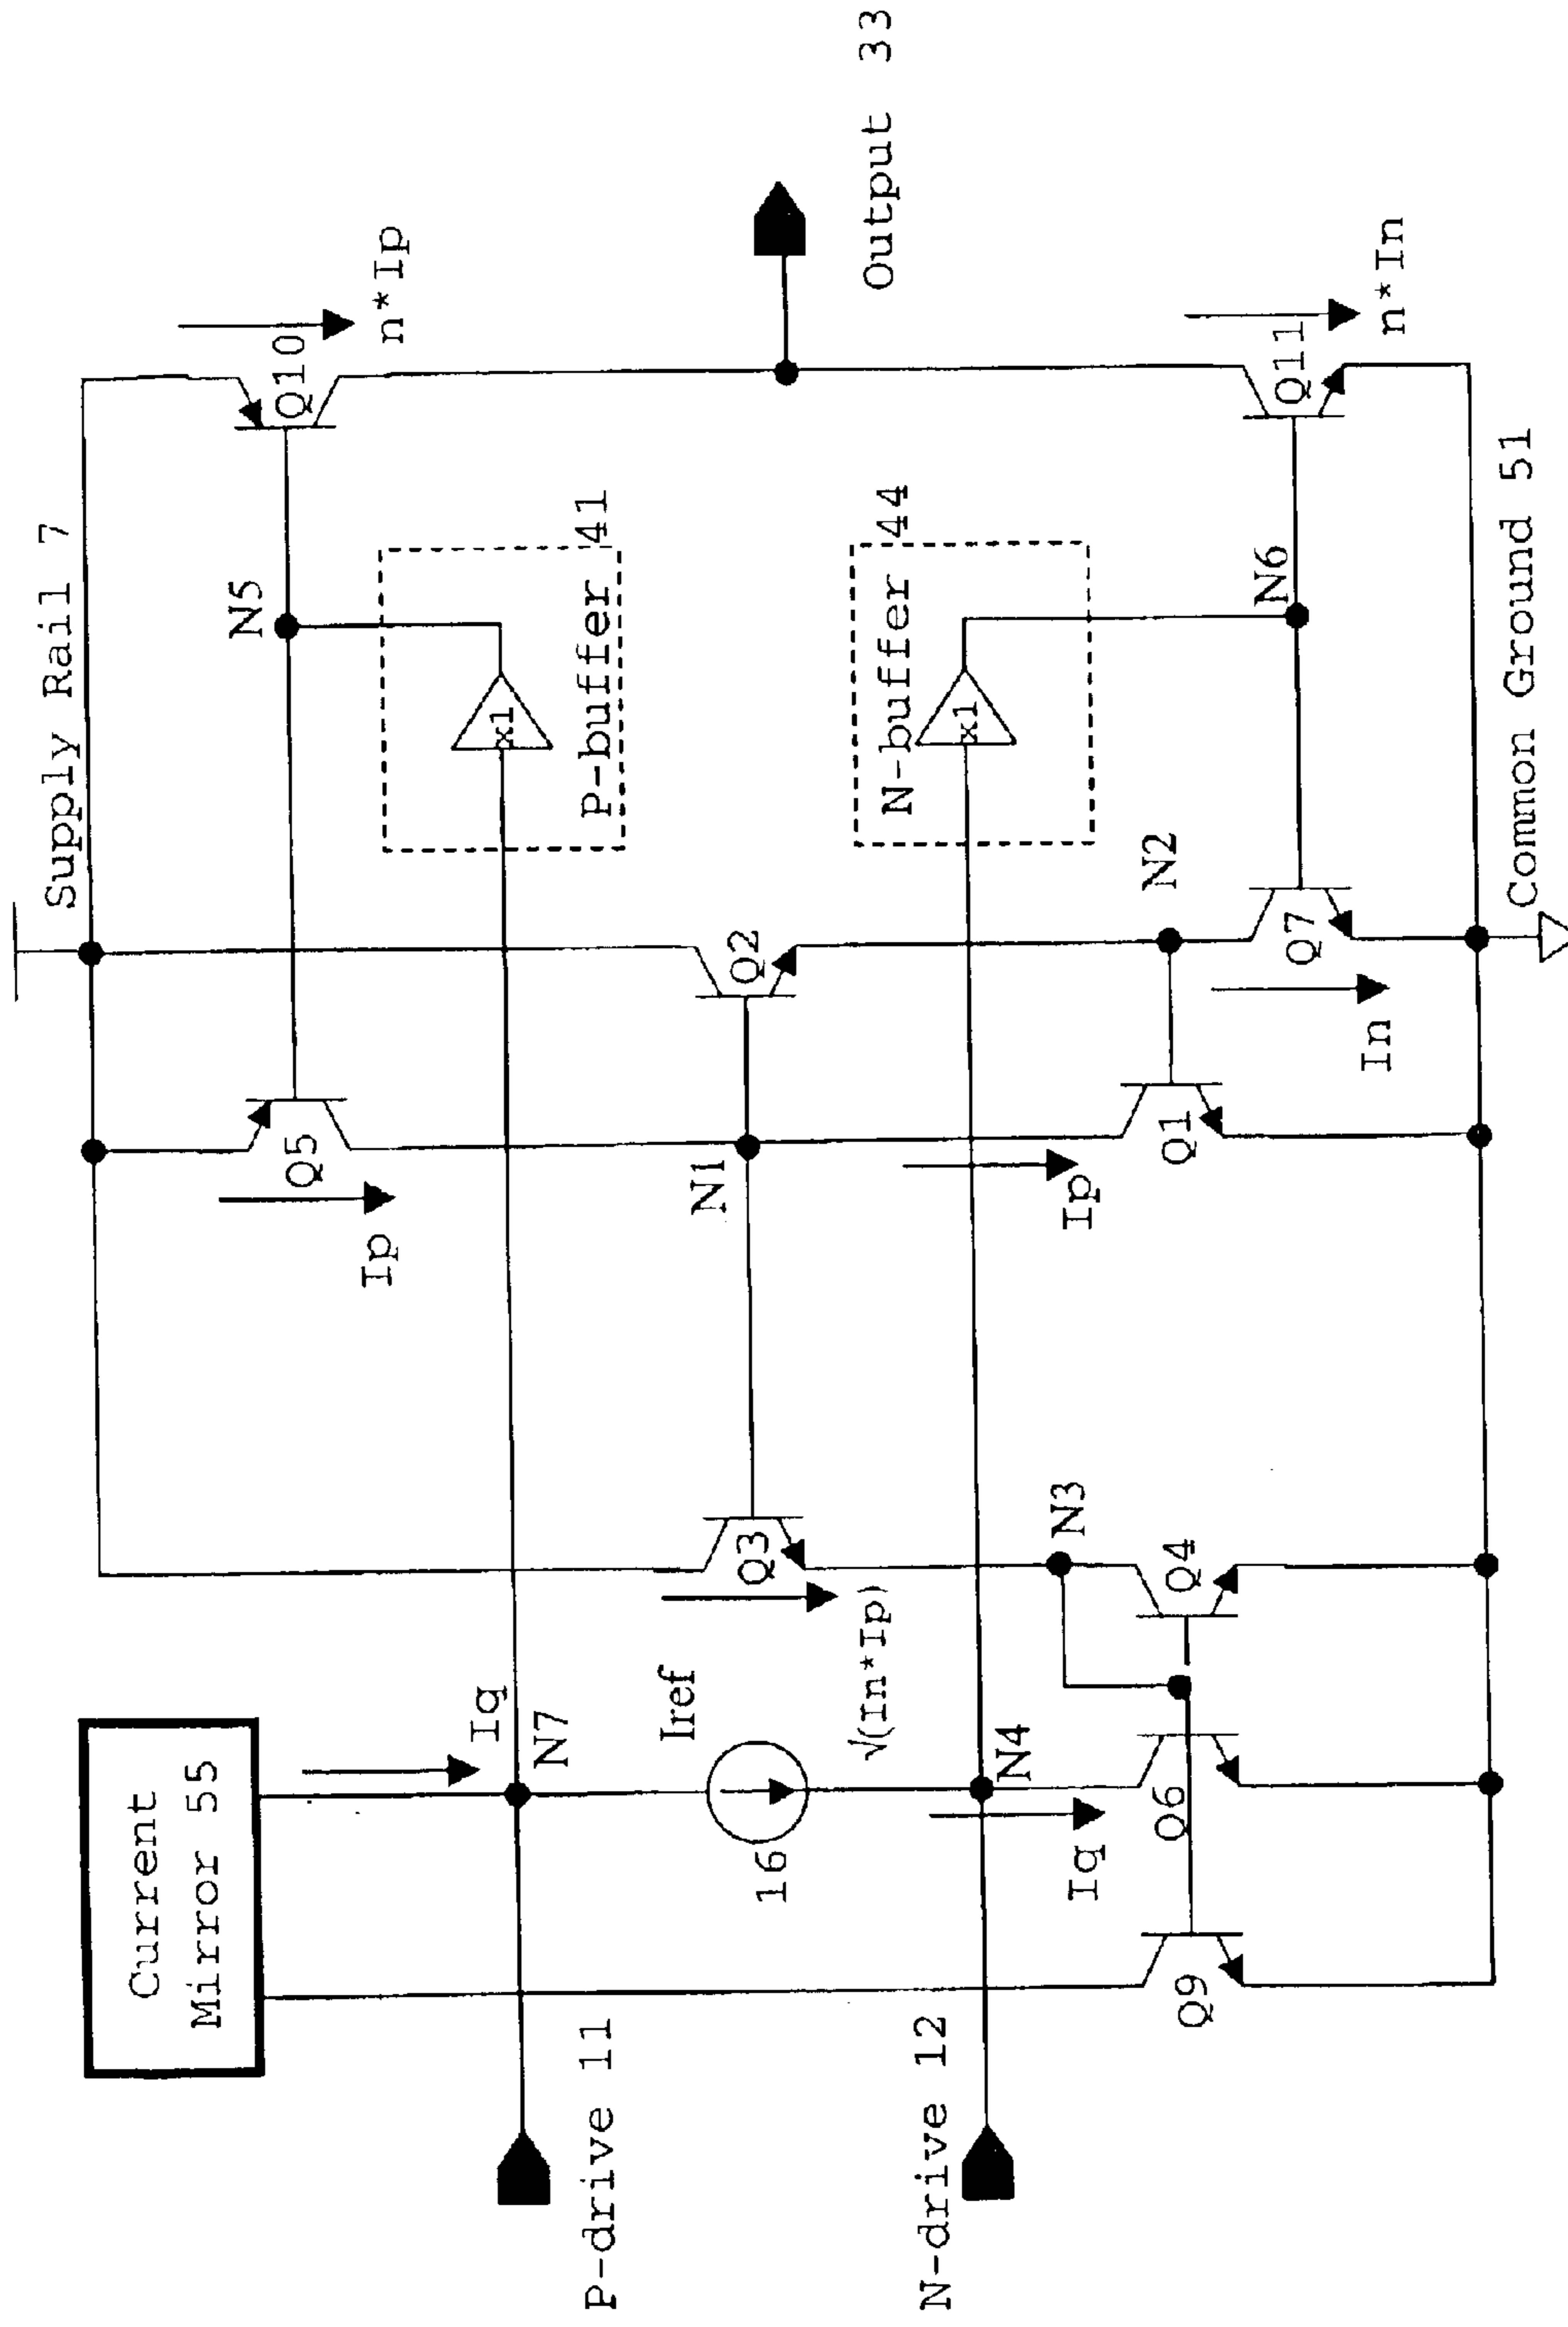 Supply Rail 7
Current
Mirror 55
Iq
N7
P-drive 11
Iref
16
√(In*Ip)
N-drive 12
N4
Iq
Q9
Q6
Q4
N3
Q3
Ip
Q5
N1
Q2
Ip
Q1
N2
In
Q7
N5
x1
P-buffer
41
N-buffer
44
x1
N6
Q10
n*Ip
Output 33
Q11
n*In
Common Ground 51